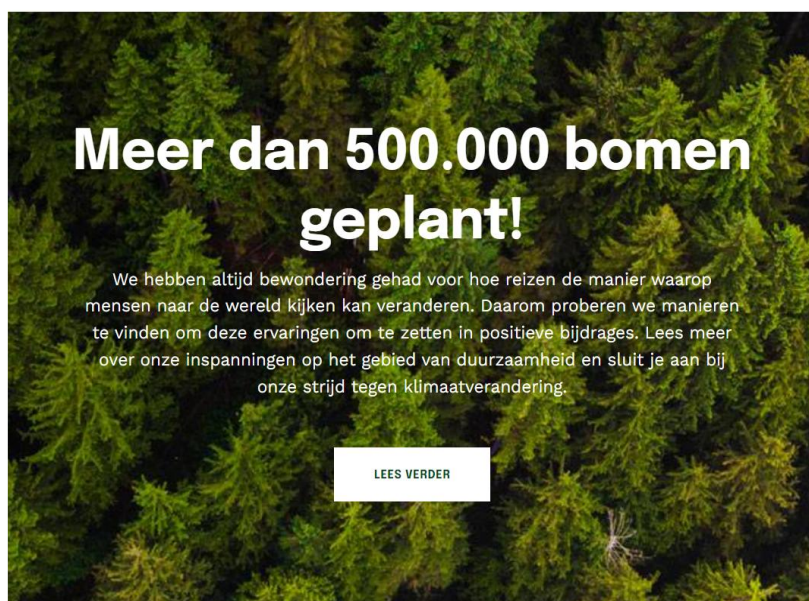 Meer dan 500.000 bomen
geplant!
We hebben altijd bewondering gehad voor hoe reizen de manier waarop
mensen naar de wereld kijken kan veranderen. Daarom proberen we manieren
te vinden om deze ervaringen om te zetten in positieve bijdrages. Lees meer
over onze inspanningen op het gebied van duurzaamheid en sluit je aan bij
onze strijd tegen klimaatverandering.
LEES VERDER